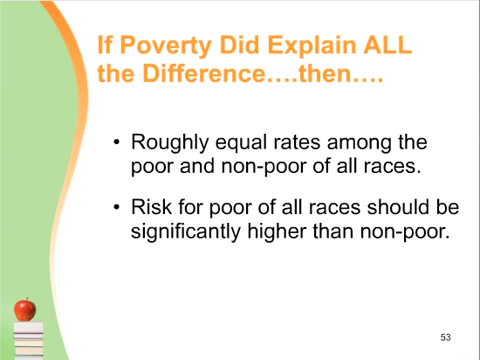 If Poverty Did Explain ALL
the Difference….then….
• Roughly equal rates among the
poor and non-poor of all races.
• Risk for poor of all races should be
significantly higher than non-poor.
53